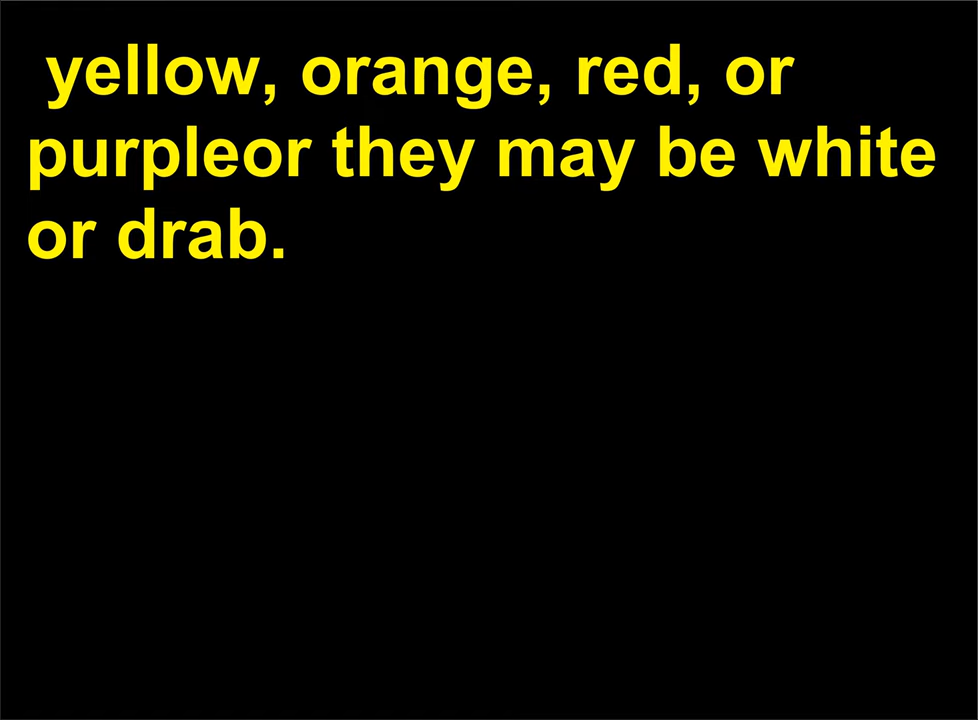 yellow, orange, red, or
purpleor they may be white
or drab.